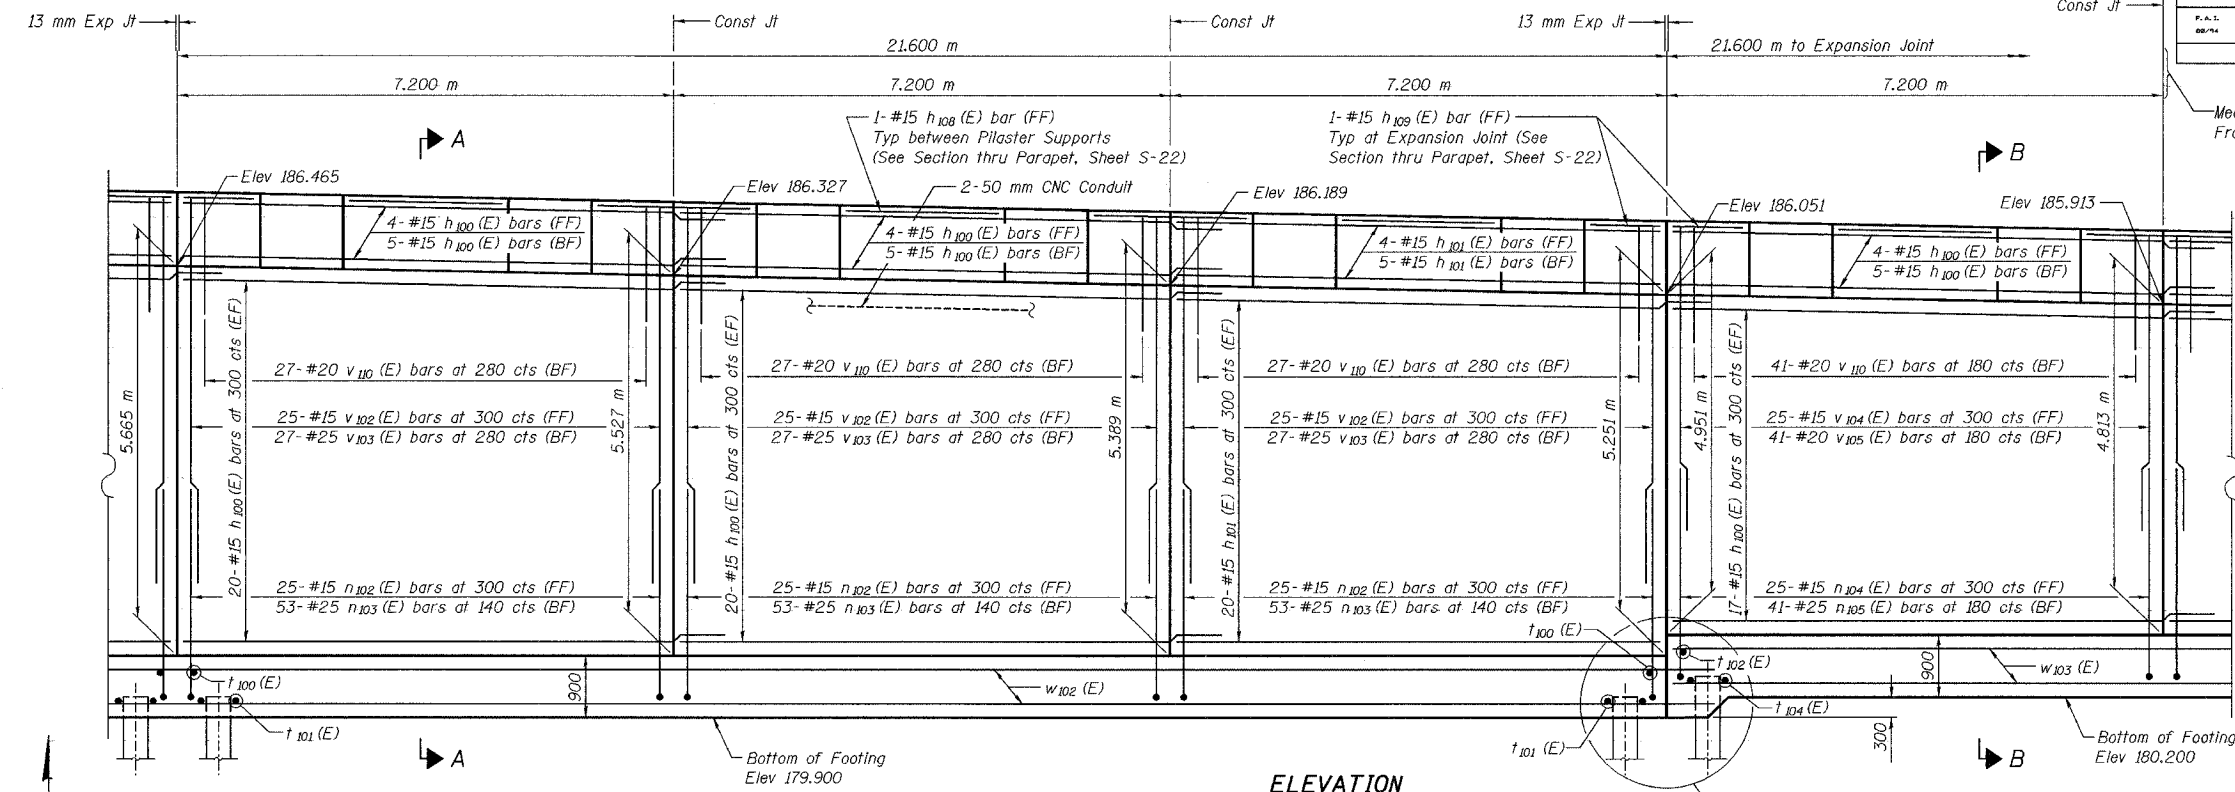 13 mm Exp Jt
Const Jt
Const Jt
13 mm Exp Jt
Const Jt
F.A.I.
21.600 m
21.600 m to Expansion Joint
7.200 m
7.200 m
7.200 m
7.200 m
A
1-#15 h108 (E) bar (FF)
Typ between Pilaster Supports
(See Section thru Parapet, Sheet S-22)
1-#15 h109 (E) bar (FF)
Typ at Expansion Joint (See
Section thru Parapet, Sheet S-22)
B
Elev 186.465
Elev 186.327
2-50 mm CNC Conduit
Elev 186.189
Elev 186.051
Elev 185.913
4-#15 h100 (E) bars (FF)
5-#15 h100 (E) bars (BF)
4-#15 h100 (E) bars (FF)
5-#15 h100 (E) bars (BF)
4-#15 h101 (E) bars (FF)
5-#15 h101 (E) bars (BF)
4-#15 h100 (E) bars (FF)
5-#15 h100 (E) bars (BF)
5.665 m
20-#15 h100 (E) bars at 300 cts (EF)
27-#20 v110 (E) bars at 280 cts (BF)
25-#15 v102 (E) bars at 300 cts (FF)
27-#25 v103 (E) bars at 280 cts (BF)
25-#15 n102 (E) bars at 300 cts (FF)
53-#25 n103 (E) bars at 140 cts (BF)
5.527 m
20-#15 h100 (E) bars at 300 cts (EF)
27-#20 v110 (E) bars at 280 cts (BF)
25-#15 v102 (E) bars at 300 cts (FF)
27-#25 v103 (E) bars at 280 cts (BF)
25-#15 n102 (E) bars at 300 cts (FF)
53-#25 n103 (E) bars at 140 cts (BF)
5.389 m
20-#15 h101 (E) bars at 300 cts (EF)
27-#20 v110 (E) bars at 280 cts (BF)
25-#15 v102 (E) bars at 300 cts (FF)
27-#25 v103 (E) bars at 280 cts (BF)
25-#15 n102 (E) bars at 300 cts (FF)
53-#25 n103 (E) bars at 140 cts (BF)
5.251 m
4.951 m
17-#15 h100 (E) bars at 300 cts (EF)
41-#20 v110 (E) bars at 180 cts (BF)
25-#15 v104 (E) bars at 300 cts (FF)
41-#20 v105 (E) bars at 180 cts (BF)
25-#15 n104 (E) bars at 300 cts (FF)
41-#25 n105 (E) bars at 180 cts (BF)
4.813 m
t100 (E)
t100 (E)
900
w102 (E)
t102 (E)
900
w103 (E)
t101 (E)
t101 (E)
t104 (E)
300
A
Bottom of Footing
Elev 179.900
B
Bottom of Footing
Elev 180.200
ELEVATION